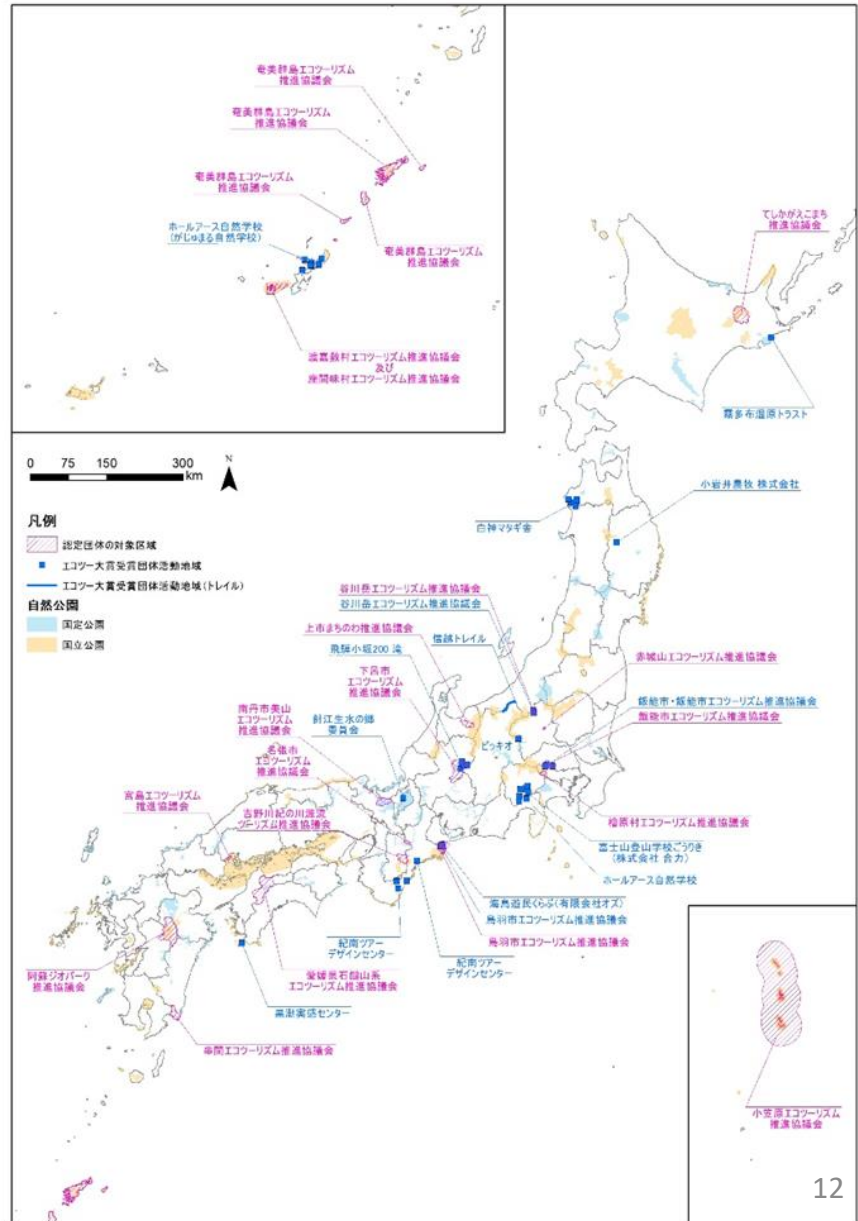 奄美群島エコツーリズム
推進協議会
奄美群島エコツーリズム
推進協議会
奄美群島エコツーリズム
推進協議会
ホールアース自然学校
(がじゅまる自然学校)
奄美群島エコツーリズム
推進協議会
渡嘉敷村エコツーリズム推進協議会
及び
座間味村エコツーリズム推進協議会
てしかがえこまち
推進協議会
霧多布湿原トラスト
0 75 150 300
km
N
凡例
認定団体の対象区域
エコツー大賞受賞団体活動地域
エコツー大賞受賞団体活動地域(トレイル)
自然公園
国定公園
国立公園
小岩井農牧 株式会社
白神マタギ舎
谷川岳エコツーリズム推進協議会
谷川岳エコツーリズム推進協議会
上市まちのわ推進協議会
信越トレイル
飛騨小坂200 滝
赤城山エコツーリズム推進協議会
下呂市
エコツーリズム
推進協議会
飯能市・飯能市エコツーリズム推進協議会
飯能市エコツーリズム推進協議会
南丹市美山
エコツーリズム
推進協議会
針江生水の郷
委員会
ピッキオ
名張市
エコツーリズム
推進協議会
宮島エコツーリズム
推進協議会
吉野川紀の川源流
ツーリズム推進協議会
檜原村エコツーリズム推進協議会
富士山登山学校ごうりき
(株式会社 合力)
ホールアース自然学校
海島遊民くらぶ(有限会社オズ)
鳥羽市エコツーリズム推進協議会
鳥羽市エコツーリズム推進協議会
紀南ツアー
デザインセンター
紀南ツアー
デザインセンター
阿蘇ジオパーク
推進協議会
愛媛県石鎚山系
エコツーリズム推進協議会
黒潮実感センター
串間エコツーリズム推進協議会
小笠原エコツーリズム
推進協議会
12